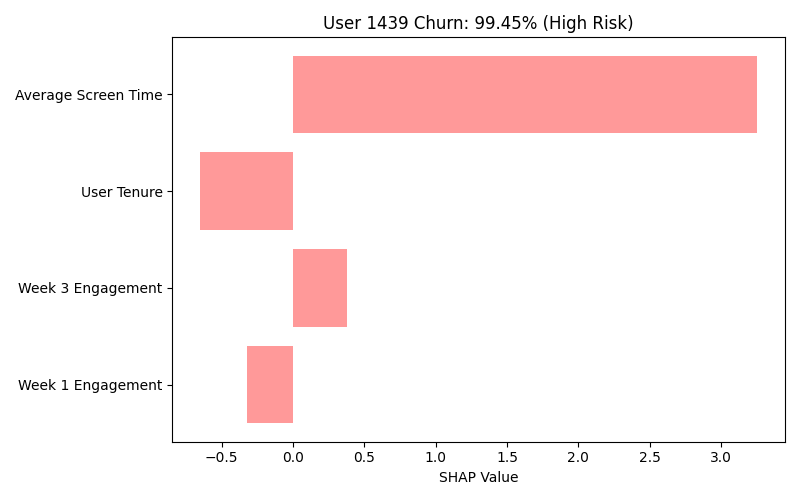 User 1439 Churn: 99.45% (High Risk)
Average Screen Time
User Tenure
Week 3 Engagement
Week 1 Engagement
−0.5 0.0 0.5 1.0 1.5 2.0 2.5 3.0
SHAP Value